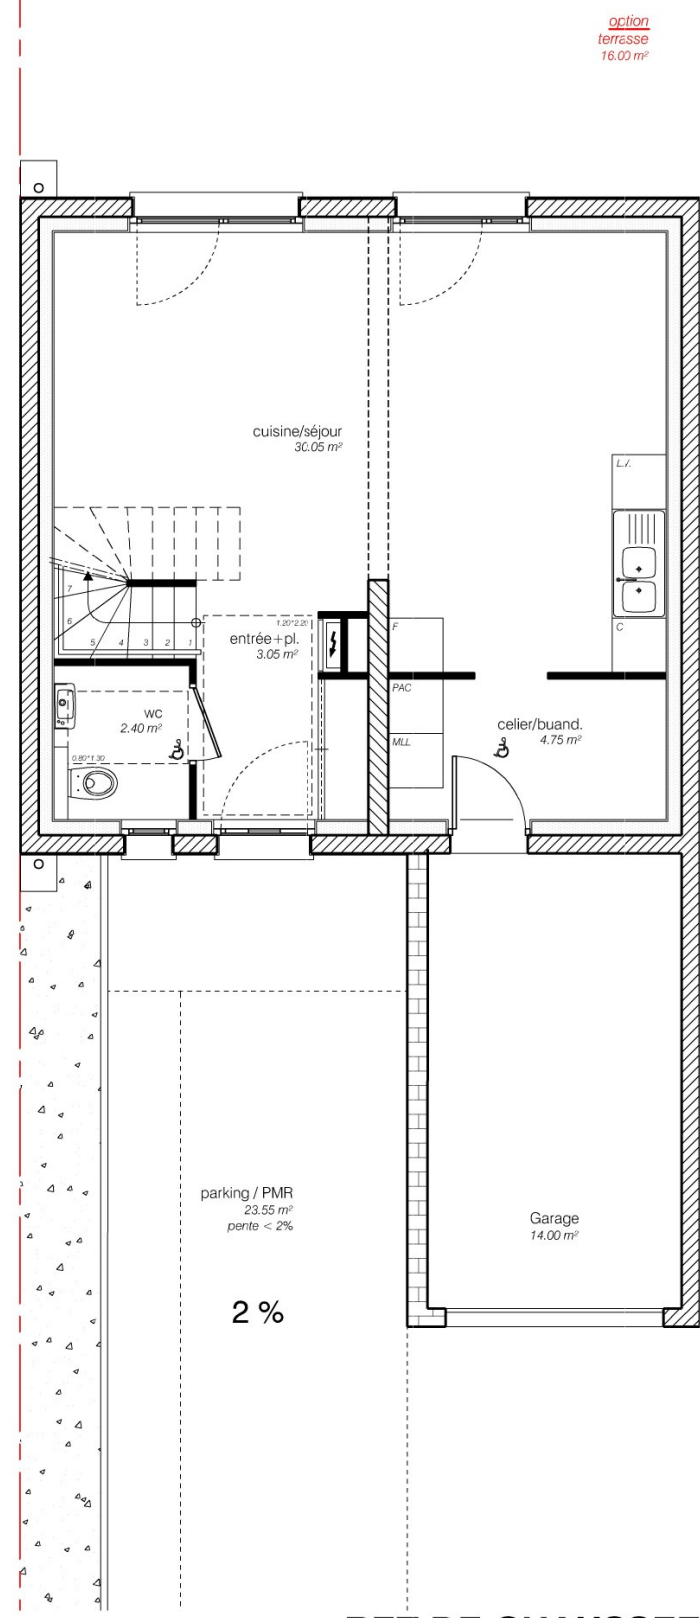 option
terrasse
16.00 m²
cuisine/séjour
30.05 m²
L.V.
7
6
5
4
3
2
1
1.20*2.20
entrée+pl.
3.05 m²
F
C
PAC
wc
2.40 m²
celier/buand.
4.75 m²
MLL
0.80*1.30
parking / PMR
23.55 m²
pente < 2%
Garage
14.00 m²
2 %